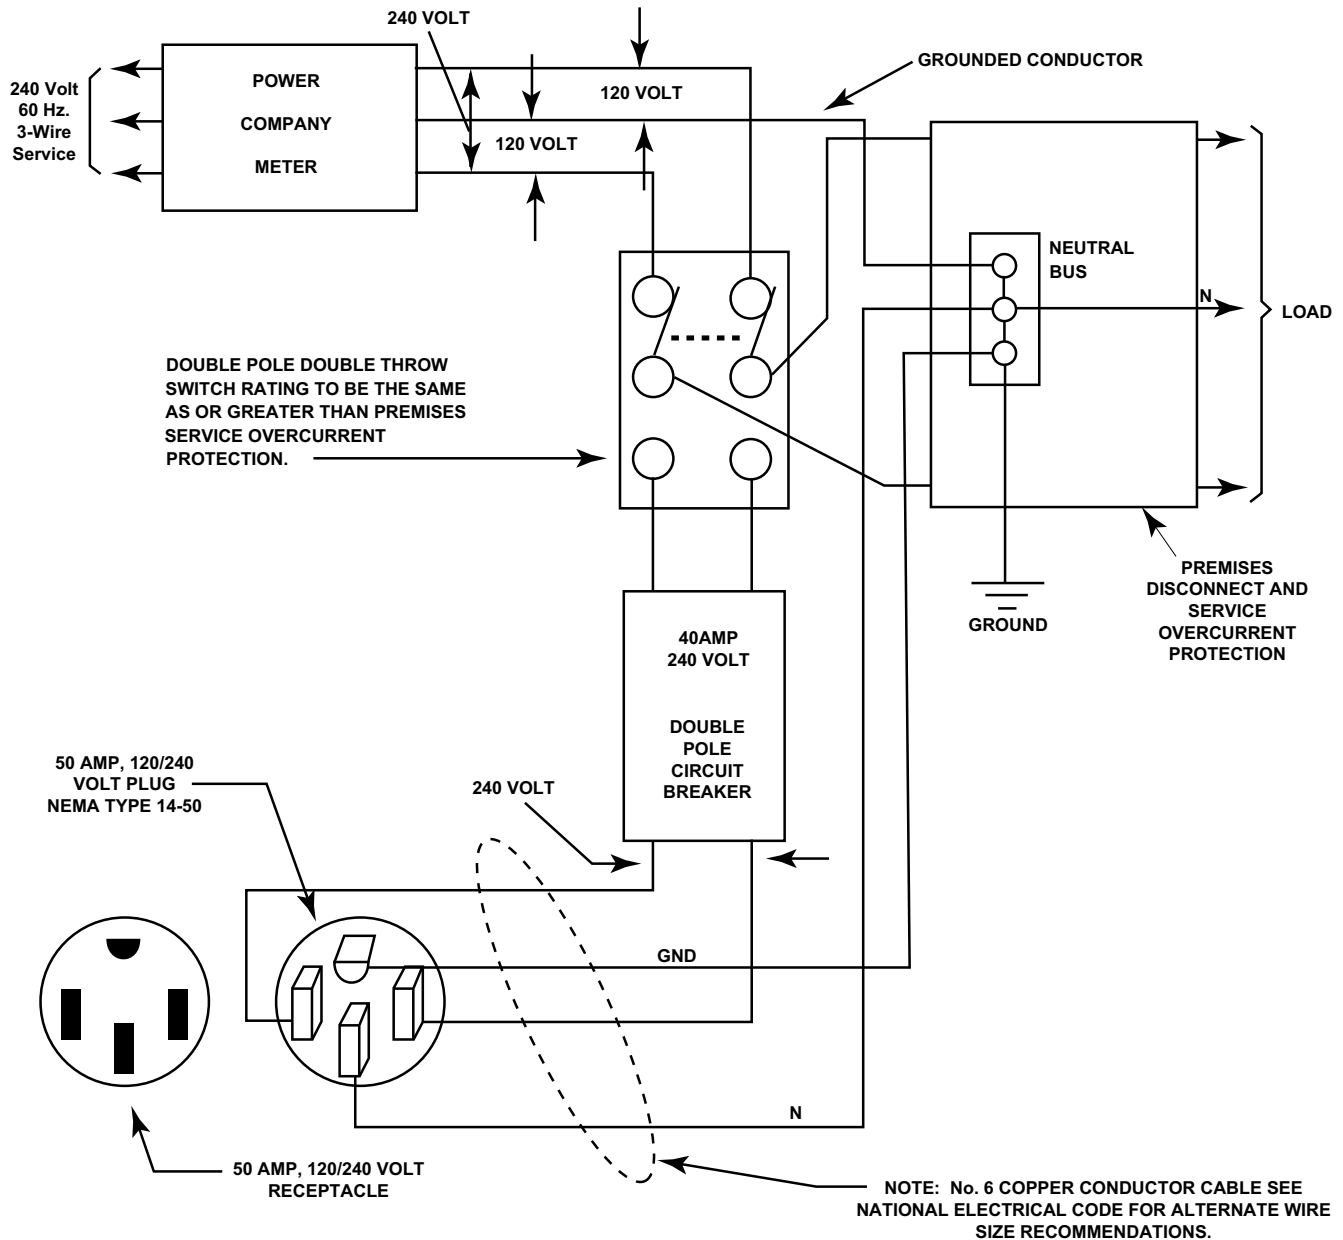 240 VOLT
GROUNDED CONDUCTOR
240 Volt
60 Hz.
3-Wire
Service
POWER
COMPANY
METER
120 VOLT
120 VOLT
NEUTRAL
BUS
N
LOAD
DOUBLE POLE DOUBLE THROW
SWITCH RATING TO BE THE SAME
AS OR GREATER THAN PREMISES
SERVICE OVERCURRENT
PROTECTION.
GROUND
PREMISES
DISCONNECT AND
SERVICE
OVERCURRENT
PROTECTION
40AMP
240 VOLT
DOUBLE
POLE
CIRCUIT
BREAKER
50 AMP, 120/240
VOLT PLUG
NEMA TYPE 14-50
240 VOLT
GND
N
50 AMP, 120/240 VOLT
RECEPTACLE
NOTE: No. 6 COPPER CONDUCTOR CABLE SEE
NATIONAL ELECTRICAL CODE FOR ALTERNATE WIRE
SIZE RECOMMENDATIONS.